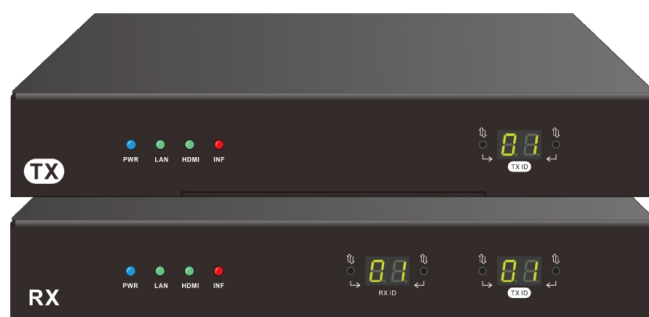 01
PWR LAN HDMI INF
TX
TX ID
01 01
PWR LAN HDMI INF
RX ID TX ID
RX